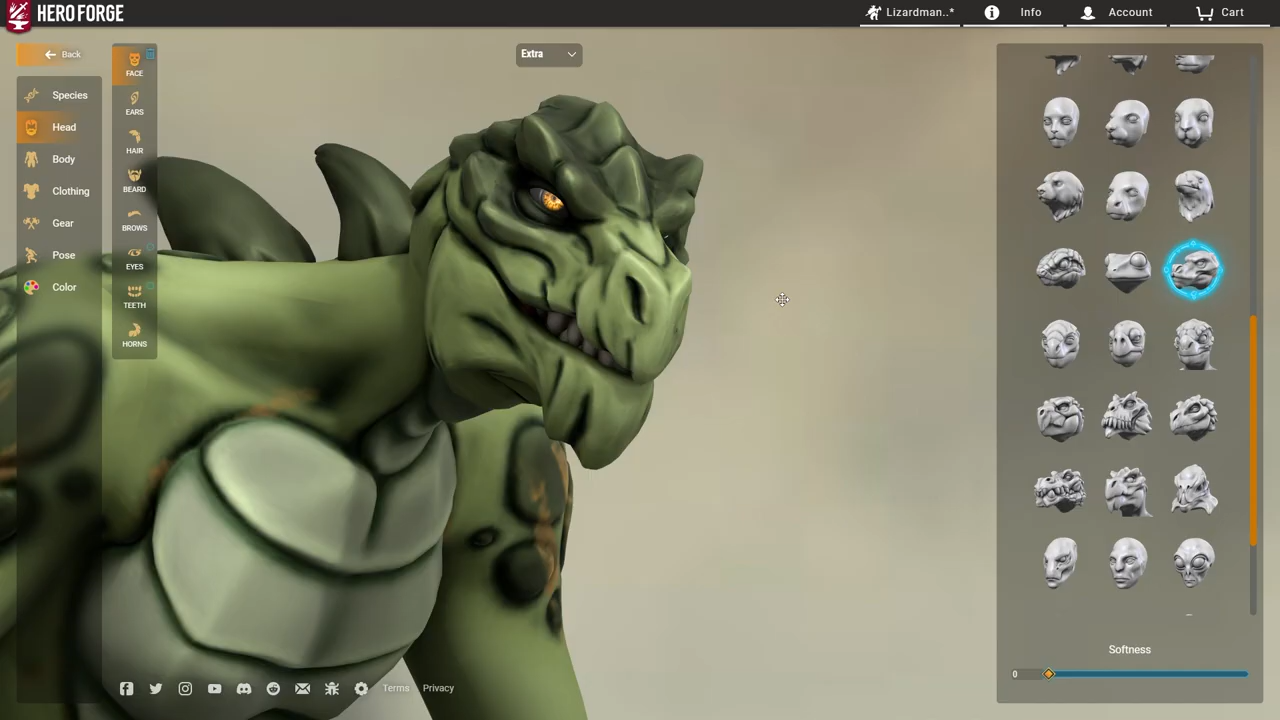 HERO FORGE
Lizardman..*
Info
Account
Cart
Back
Extra
Species
Head
Body
Clothing
Gear
Pose
Color
FACE
EARS
HAIR
BEARD
BROWS
EYES
TEETH
HORNS
Softness
0
Terms
Privacy